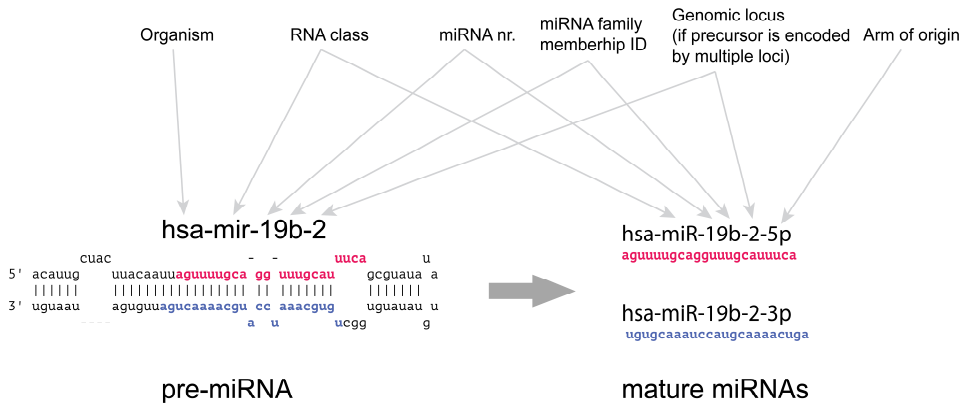 Organism
RNA class
miRNA nr.
miRNA family
memberhip ID
Genomic locus
(if precursor is encoded
by multiple loci)
Arm of origin
hsa-mir-19b-2
cuac - - uuca u
5' acauug uuacaauuaguuuugca gg uuugcau gcguaua a
|||||| ||||||||||||||||| || ||||||| ||||||| 
3' uguaau aguguuagucaaaacgu cc aaacgug uguauau u
---- a u ucgg g
pre-miRNA
hsa-miR-19b-2-5p
aguuuugcagguuugcauuuca
hsa-miR-19b-2-3p
ugugcaaauccaugcaaaacuga
mature miRNAs